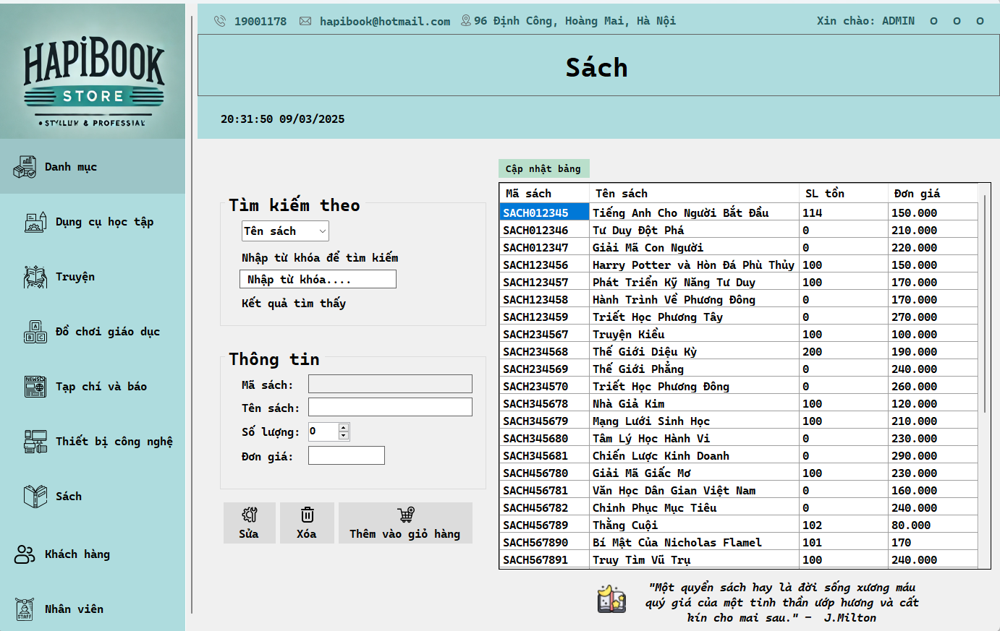 HAPiBOOK
STORE
• STYLLIM & PROFESSIAL
Danh mục
Dụng cụ học tập
Truyện
Đồ chơi giáo dục
Tạp chí và báo
Thiết bị công nghệ
Sách
Khách hàng
Nhân viên
A
B C
NEWS
STAFF
19001178 hapibook@hotmail.com 96 Định Công, Hoàng Mai, Hà Nội Xin chào: ADMIN O O O
Sách
20:31:50 09/03/2025
Tìm kiếm theo
Tên sách
Nhập từ khóa để tìm kiếm
Nhập từ khóa....
Kết quả tìm thấy
Thông tin
Mã sách:
Tên sách:
Số lượng: 0
Đơn giá:
Sửa Xóa Thêm vào giỏ hàng
Cập nhật bảng
Mã sách Tên sách SL tồn Đơn giá
SACH012345 Tiếng Anh Cho Người Bắt Đầu 114 150.000
SACH012346 Tư Duy Đột Phá 0 210.000
SACH012347 Giải Mã Con Người 0 220.000
SACH123456 Harry Potter và Hòn Đá Phù Thủy 100 150.000
SACH123457 Phát Triển Kỹ Năng Tư Duy 100 170.000
SACH123458 Hành Trình Về Phương Đông 0 170.000
SACH123459 Triết Học Phương Tây 0 270.000
SACH234567 Truyện Kiều 100 100.000
SACH234568 Thế Giới Diệu Kỳ 200 190.000
SACH234569 Thế Giới Phẳng 0 240.000
SACH234570 Triết Học Phương Đông 0 260.000
SACH345678 Nhà Giả Kim 100 120.000
SACH345679 Mạng Lưới Sinh Học 100 210.000
SACH345680 Tâm Lý Học Hành Vi 0 230.000
SACH345681 Chiến Lược Kinh Doanh 0 290.000
SACH456780 Giải Mã Giấc Mơ 100 230.000
SACH456781 Văn Học Dân Gian Việt Nam 0 160.000
SACH456782 Chinh Phục Mục Tiêu 0 240.000
SACH456789 Thằng Cuội 102 80.000
SACH567890 Bí Mật Của Nicholas Flamel 101 170
SACH567891 Truy Tìm Vũ Trụ 100 240.000
"Một quyển sách hay là đời sống xương máu
quý giá của một tinh thần ướp hương và cất
kín cho mai sau." – J.Milton